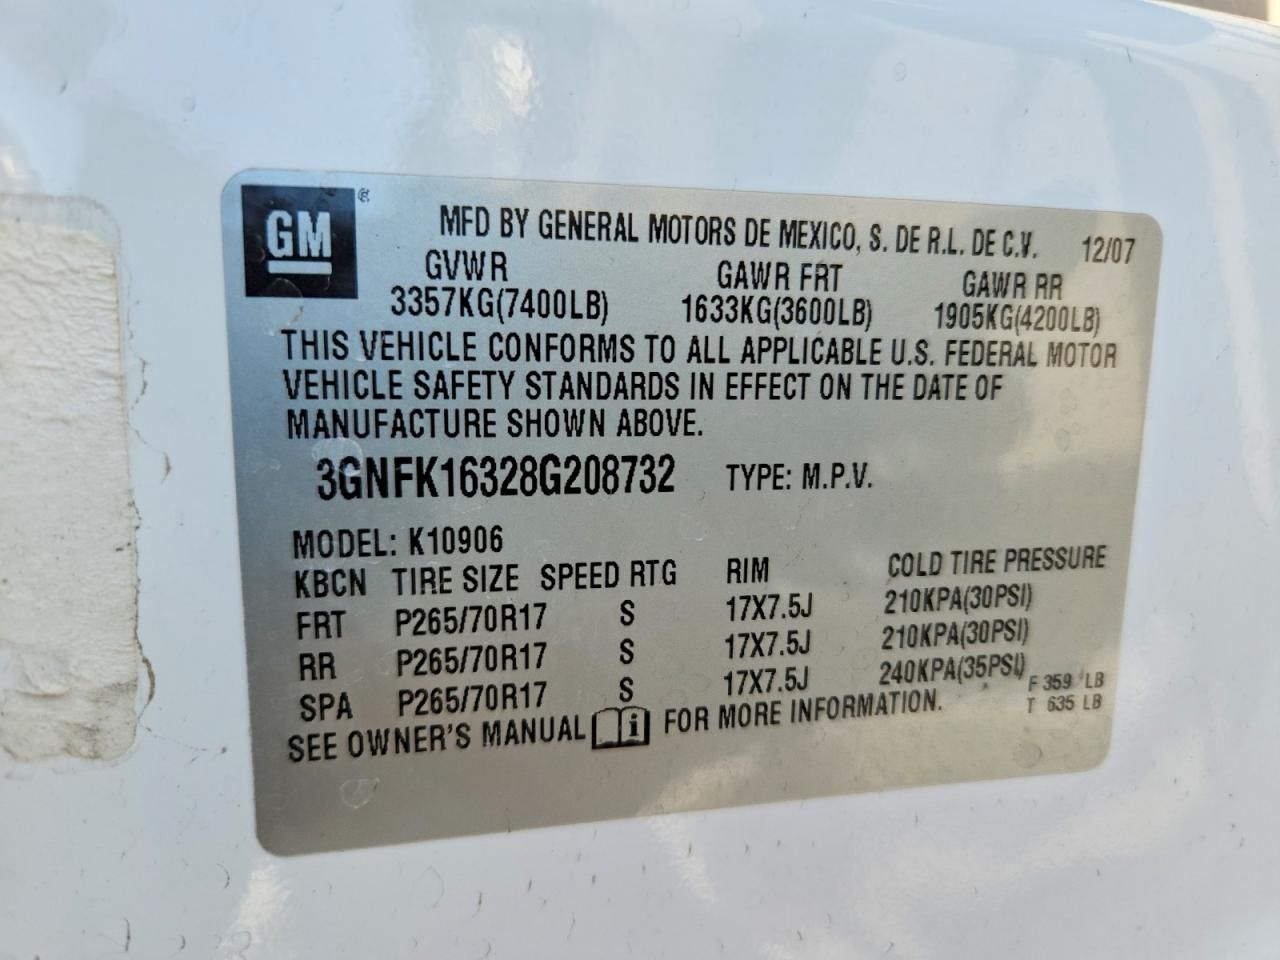 GM ®
MFD BY GENERAL MOTORS DE MEXICO, S. DE R.L. DE C.V. 12/07
GVWR GAWR FRT GAWR RR
3357KG(7400LB) 1633KG(3600LB) 1905KG(4200LB)
THIS VEHICLE CONFORMS TO ALL APPLICABLE U.S. FEDERAL MOTOR
VEHICLE SAFETY STANDARDS IN EFFECT ON THE DATE OF
MANUFACTURE SHOWN ABOVE.
3GNFK16328G208732 TYPE: M.P.V.
MODEL: K10906
KBCN TIRE SIZE SPEED RTG RIM COLD TIRE PRESSURE
FRT P265/70R17 S 17X7.5J 210KPA(30PSI)
RR P265/70R17 S 17X7.5J 210KPA(30PSI)
SPA P265/70R17 S 17X7.5J 240KPA(35PSI) F 359 LB
T 635 LB
SEE OWNER'S MANUAL i FOR MORE INFORMATION.